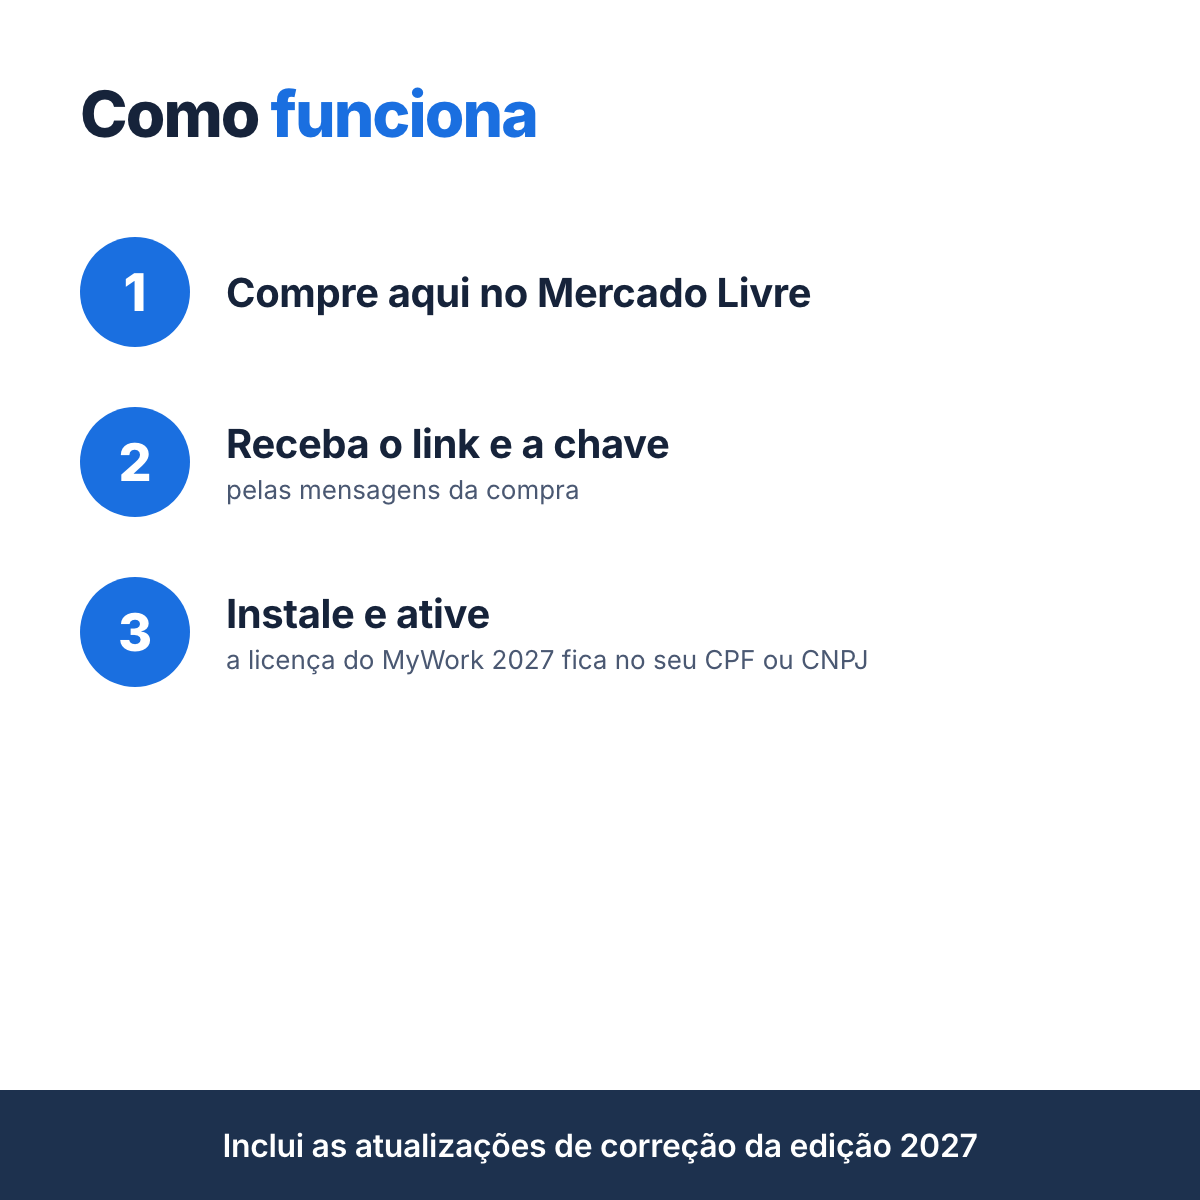 Como funciona
1
Compre aqui no Mercado Livre
2
Receba o link e a chave
pelas mensagens da compra
3
Instale e ative
a licença do MyWork 2027 fica no seu CPF ou CNPJ
Inclui as atualizações de correção da edição 2027